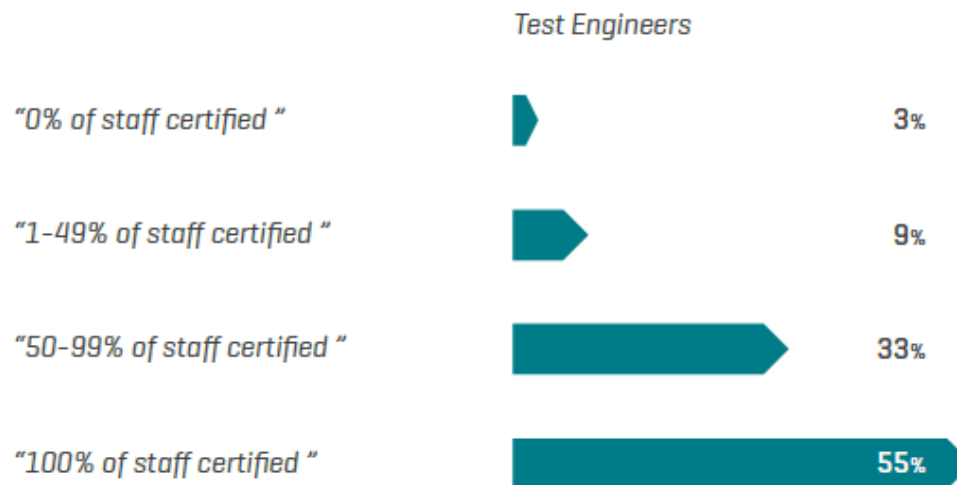 Test Engineers
“0% of staff certified ” 3%
“1-49% of staff certified ” 9%
“50-99% of staff certified ” 33%
“100% of staff certified ” 55%